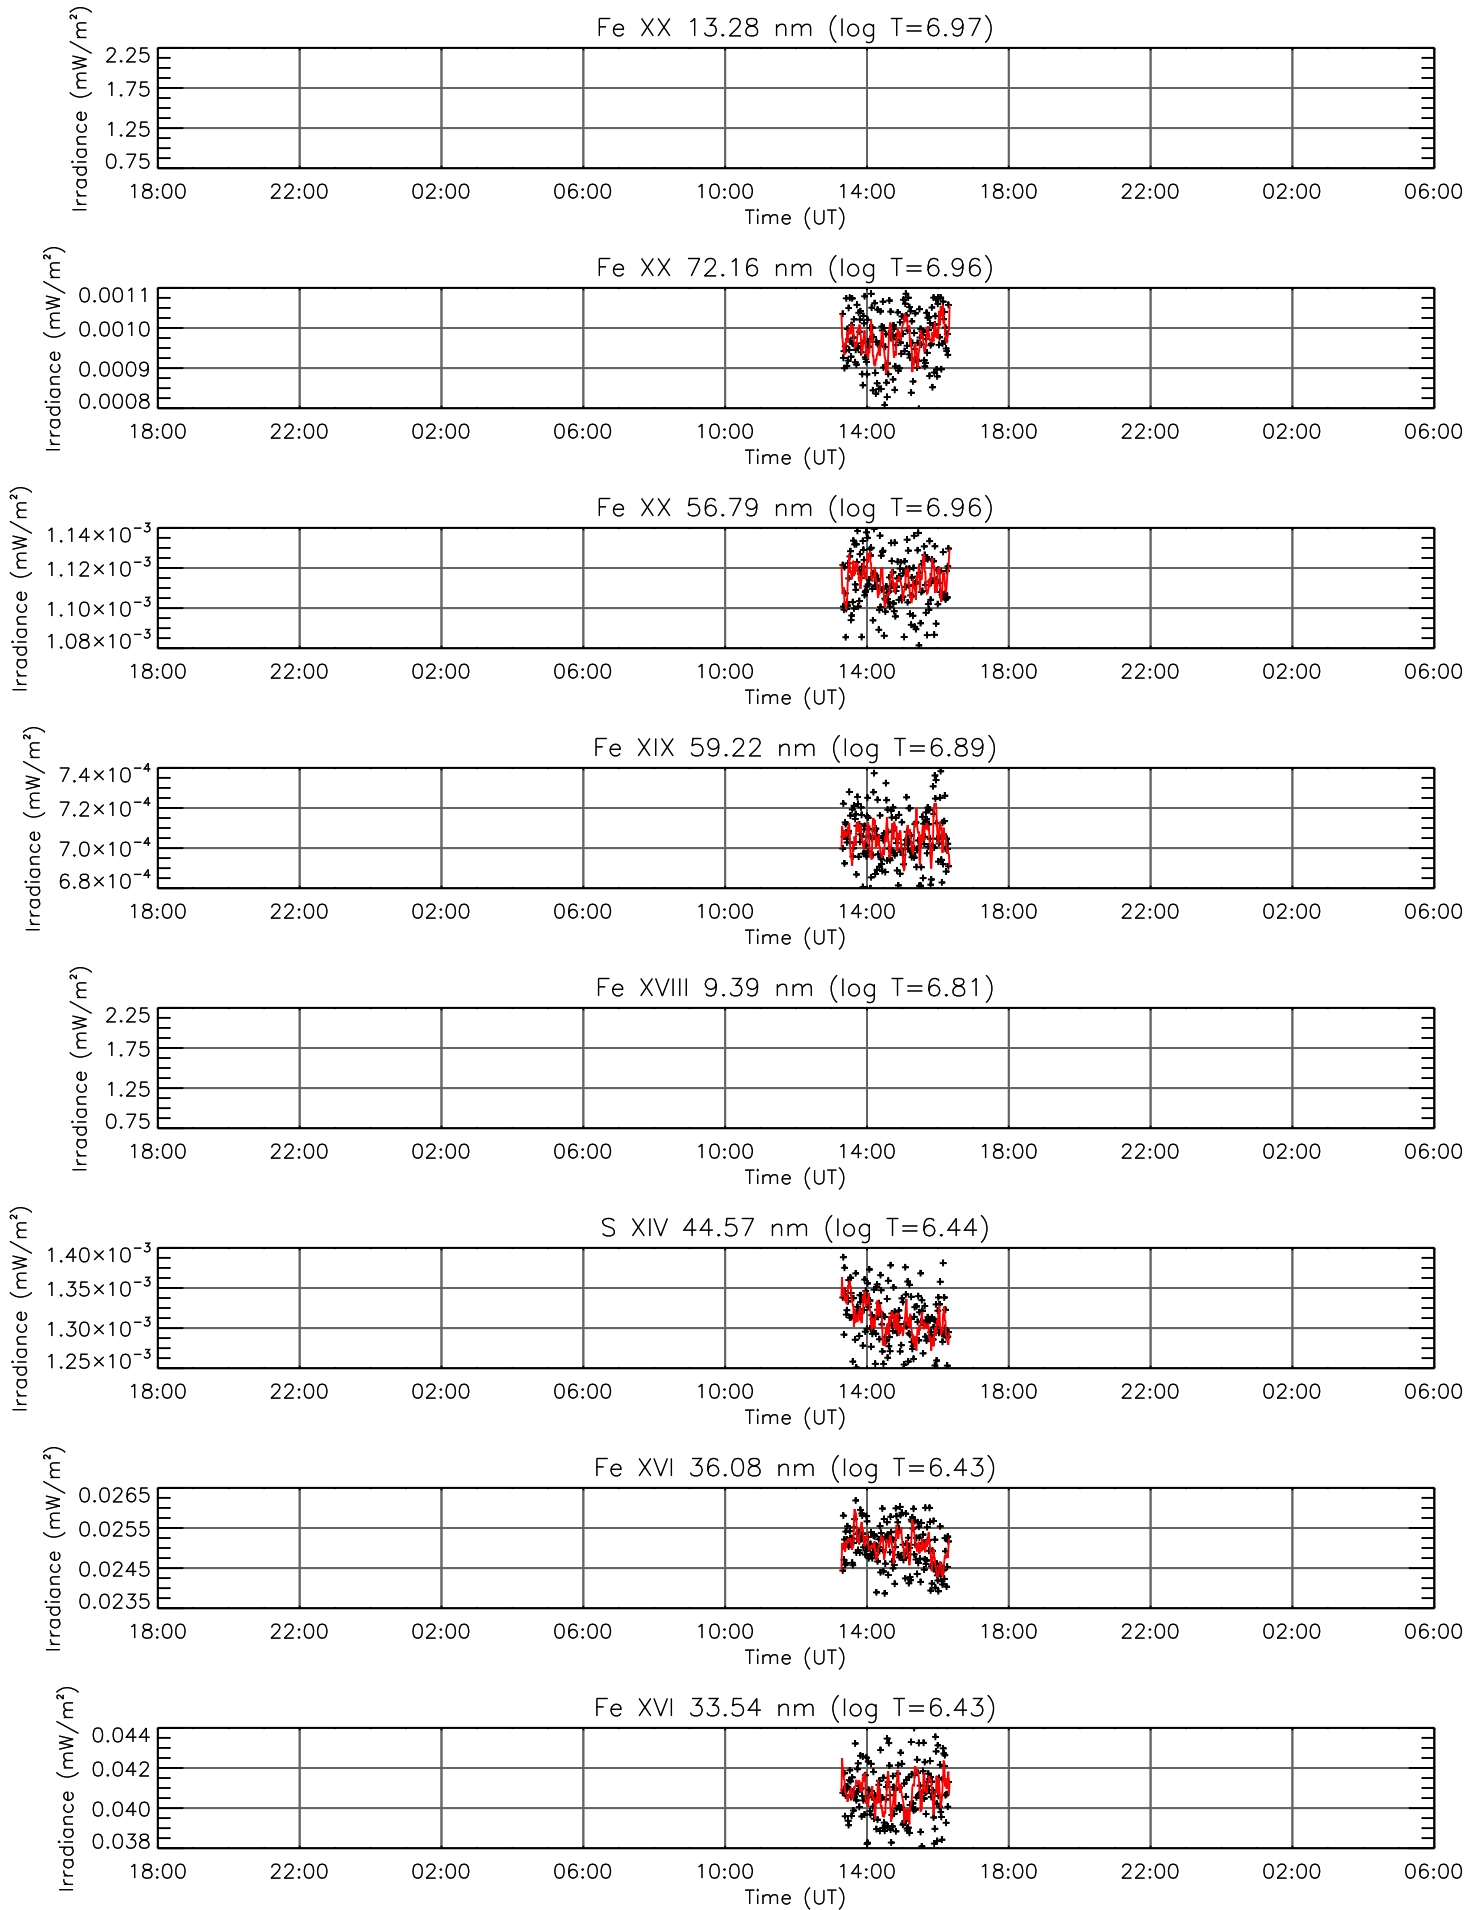 Fe XX 13.28 nm (log T=6.97)
Irradiance (mW/m²)
2.25
1.75
1.25
0.75
18:00 22:00 02:00 06:00 10:00 14:00 18:00 22:00 02:00 06:00
Time (UT)
Fe XX 72.16 nm (log T=6.96)
Irradiance (mW/m²)
0.0011
0.0010
0.0009
0.0008
18:00 22:00 02:00 06:00 10:00 14:00 18:00 22:00 02:00 06:00
Time (UT)
Fe XX 56.79 nm (log T=6.96)
Irradiance (mW/m²)
1.14×10⁻³
1.12×10⁻³
1.10×10⁻³
1.08×10⁻³
18:00 22:00 02:00 06:00 10:00 14:00 18:00 22:00 02:00 06:00
Time (UT)
Fe XIX 59.22 nm (log T=6.89)
Irradiance (mW/m²)
7.4×10⁻⁴
7.2×10⁻⁴
7.0×10⁻⁴
6.8×10⁻⁴
18:00 22:00 02:00 06:00 10:00 14:00 18:00 22:00 02:00 06:00
Time (UT)
Fe XVIII 9.39 nm (log T=6.81)
Irradiance (mW/m²)
2.25
1.75
1.25
0.75
18:00 22:00 02:00 06:00 10:00 14:00 18:00 22:00 02:00 06:00
Time (UT)
S XIV 44.57 nm (log T=6.44)
Irradiance (mW/m²)
1.40×10⁻³
1.35×10⁻³
1.30×10⁻³
1.25×10⁻³
18:00 22:00 02:00 06:00 10:00 14:00 18:00 22:00 02:00 06:00
Time (UT)
Fe XVI 36.08 nm (log T=6.43)
Irradiance (mW/m²)
0.0265
0.0255
0.0245
0.0235
18:00 22:00 02:00 06:00 10:00 14:00 18:00 22:00 02:00 06:00
Time (UT)
Fe XVI 33.54 nm (log T=6.43)
Irradiance (mW/m²)
0.044
0.042
0.040
0.038
18:00 22:00 02:00 06:00 10:00 14:00 18:00 22:00 02:00 06:00
Time (UT)